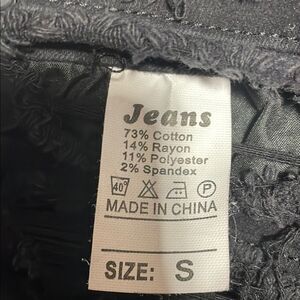 Jeans
73% Cotton
14% Rayon
11% Polyester
2% Spandex
40° P
MADE IN CHINA
SIZE: S